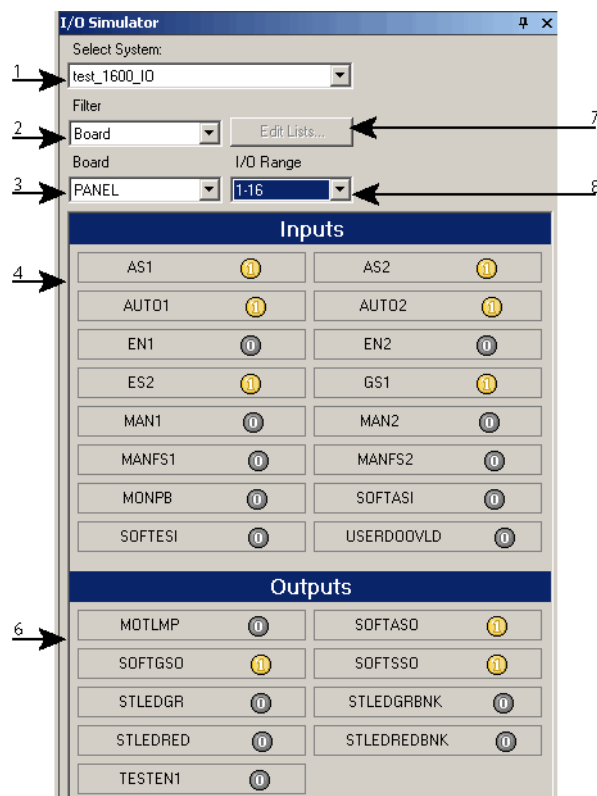 I/O Simulator
Select System:
1
test_1600_IO
Filter
2
Board
Edit Lists...
7
Board
I/O Range
3
PANEL
1-16
8
Inputs
4
AS1 1 AS2 1
AUTO1 1 AUTO2 1
EN1 0 EN2 0
ES2 1 GS1 1
MAN1 0 MAN2 0
MANFS1 0 MANFS2 0
MONPB 0 SOFTASI 0
SOFTESI 0 USERDOOVLD 0
Outputs
6
MOTLMP 0 SOFTASO 1
SOFTGSO 1 SOFTSSO 1
STLEDGR 0 STLEDGRBNK 0
STLEDRED 0 STLEDREDBNK 0
TESTEN1 0